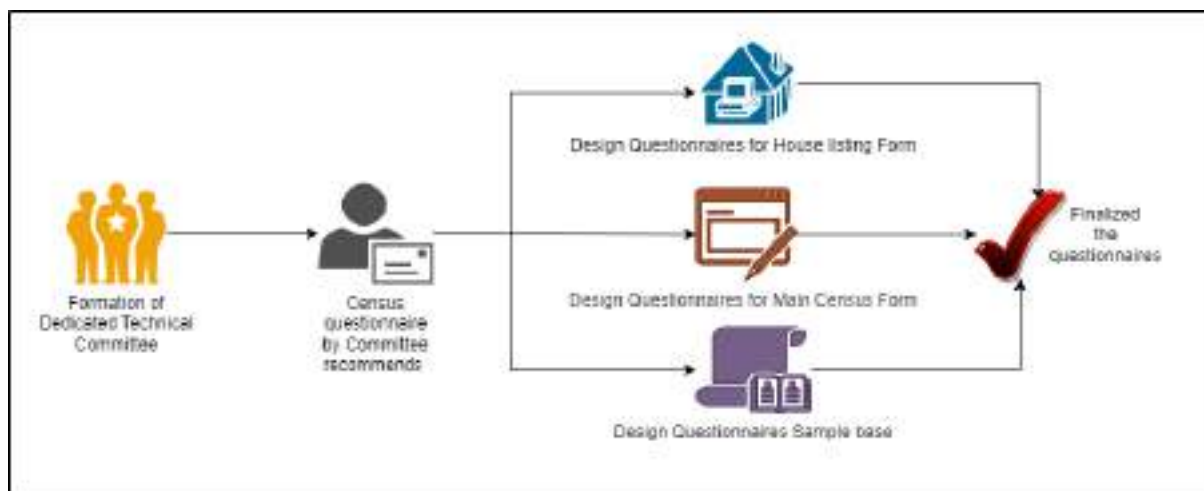 Design Questionnaires for House listing Form
Formation of
Dedicated Technical
Committee
Census
questionnaire
by Committee
recommends
Design Questionnaires for Main Census Form
Design Questionnaires Sample base
Finalized
the
questionnaires